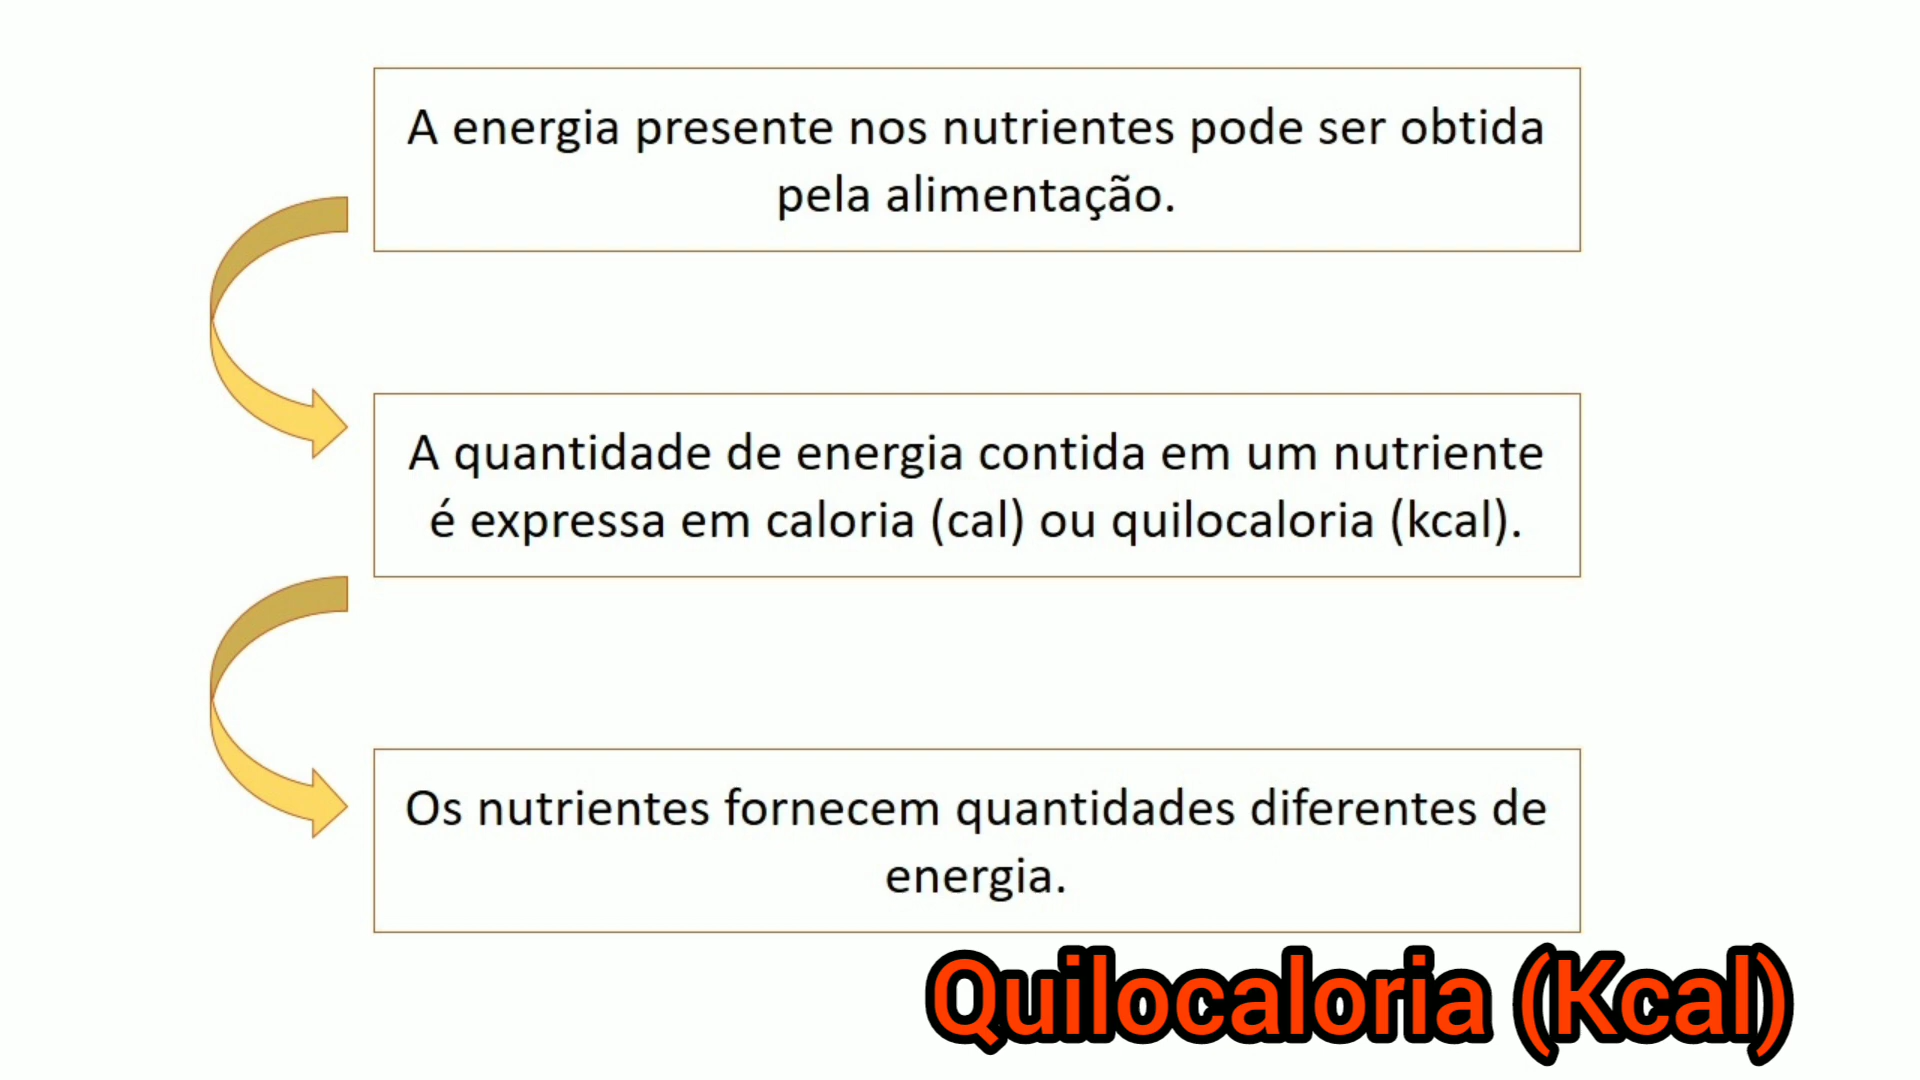 A energia presente nos nutrientes pode ser obtida
pela alimentação.
A quantidade de energia contida em um nutriente
é expressa em caloria (cal) ou quilocaloria (kcal).
Os nutrientes fornecem quantidades diferentes de
energia.
Quilocaloria (Kcal)